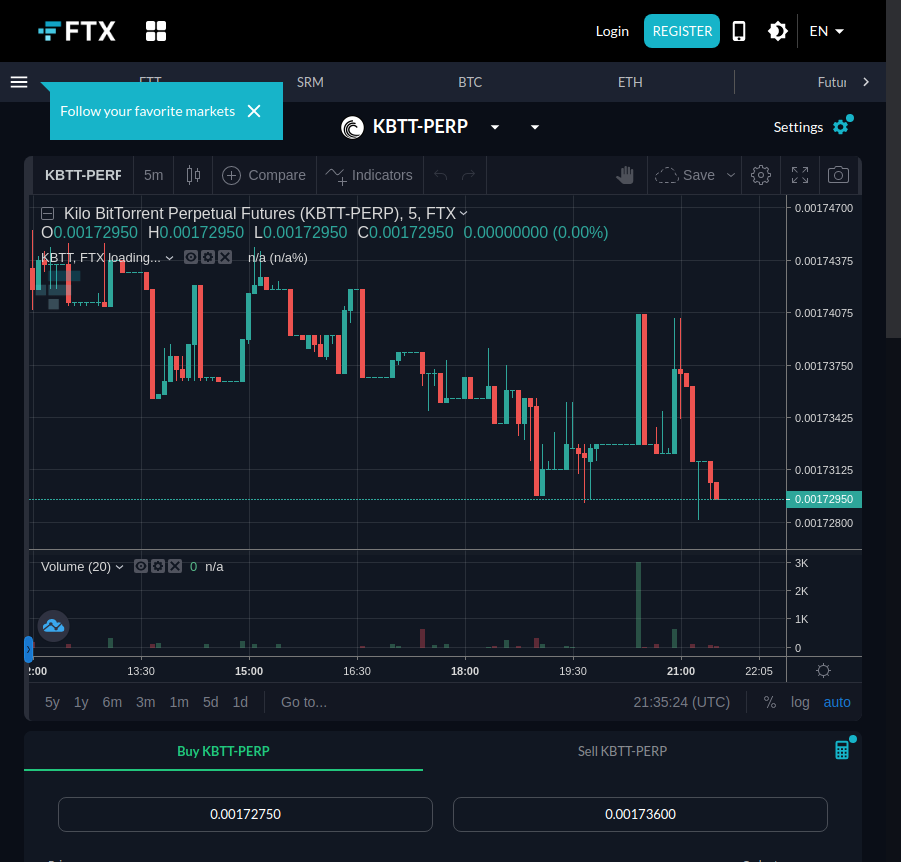 FTX
Login
REGISTER
EN
FTT
SRM
BTC
ETH
Futur
Follow your favorite markets
KBTT-PERP
Settings
KBTT-PERP
5m
Compare
Indicators
Save
Kilo BitTorrent Perpetual Futures (KBTT-PERP), 5, FTX
O0.00172950 H0.00172950 L0.00172950 C0.00172950 0.00000000 (0.00%)
KBTT, FTX loading... n/a (n/a%)
0.00174700
0.00174375
0.00174075
0.00173750
0.00173425
0.00173125
0.00172950
0.00172800
Volume (20) 0 n/a
3K
2K
1K
0
2:00 13:30 15:00 16:30 18:00 19:30 21:00 22:05
5y 1y 6m 3m 1m 5d 1d Go to... 21:35:24 (UTC) % log auto
Buy KBTT-PERP
Sell KBTT-PERP
0.00172750
0.00173600